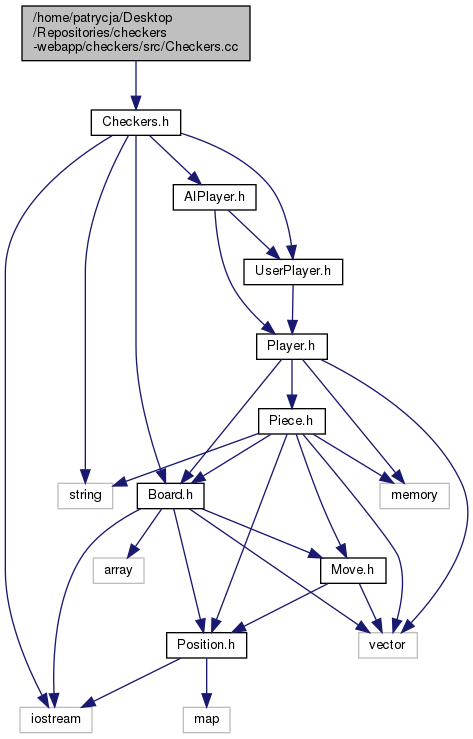 /home/patrycja/Desktop
/Repositories/checkers
-webapp/checkers/src/Checkers.cc
Checkers.h
AIPlayer.h
UserPlayer.h
Player.h
Piece.h
string
Board.h
memory
array
Move.h
Position.h
vector
iostream
map